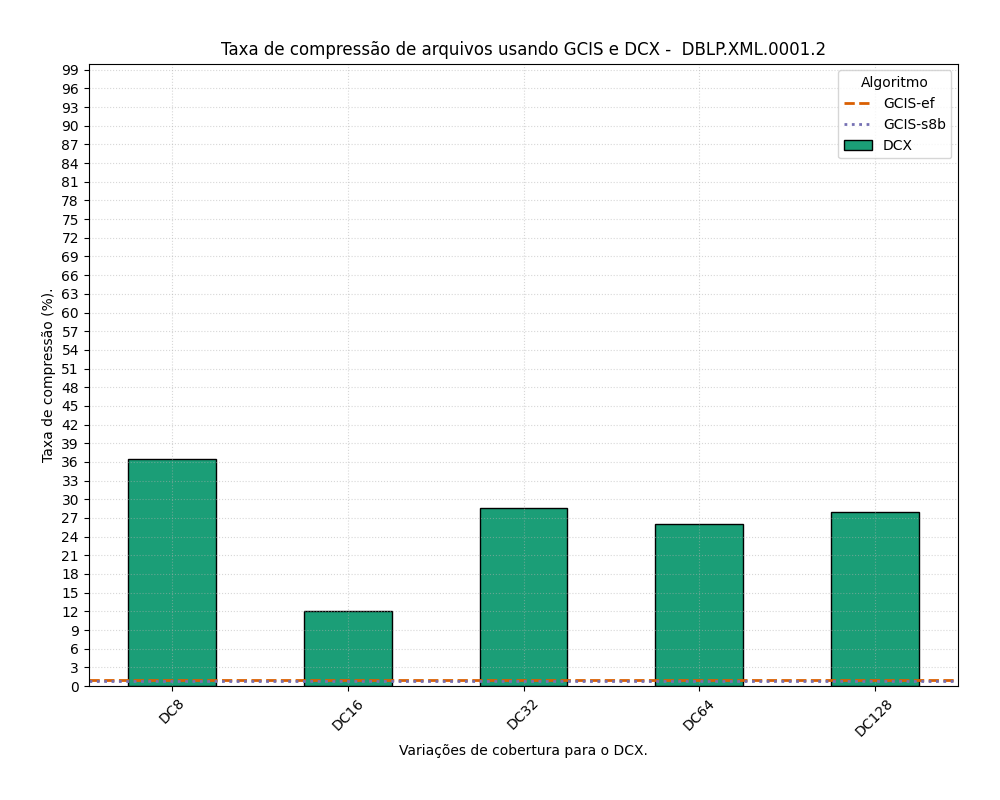 Taxa de compressão de arquivos usando GCIS e DCX -  DBLP.XML.0001.2
Algoritmo
GCIS-ef
GCIS-s8b
DCX
Taxa de compressão (%).
99
96
93
90
87
84
81
78
75
72
69
66
63
60
57
54
51
48
45
42
39
36
33
30
27
24
21
18
15
12
9
6
3
0
DC8
DC16
DC32
DC64
DC128
Variações de cobertura para o DCX.